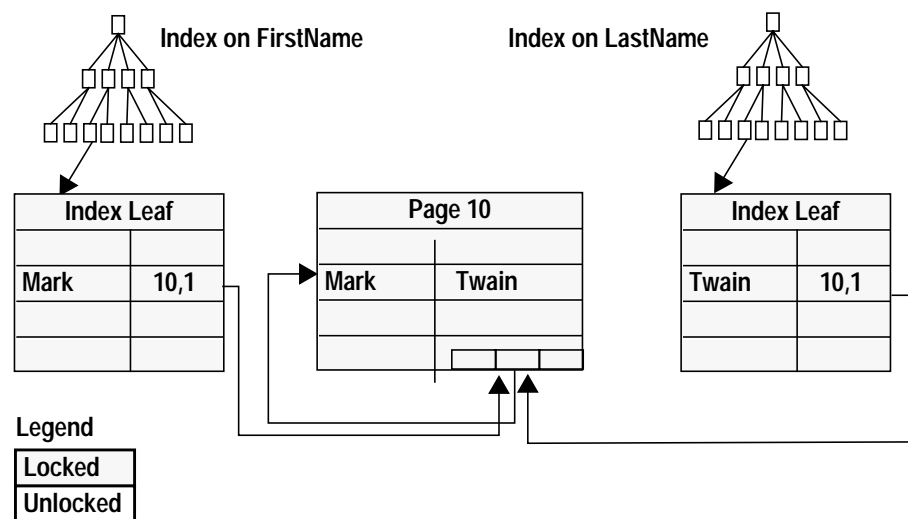 Index on FirstName
Index on LastName
Index Leaf
Mark 10,1
Page 10
Mark Twain
Index Leaf
Twain 10,1
Legend
Locked
Unlocked